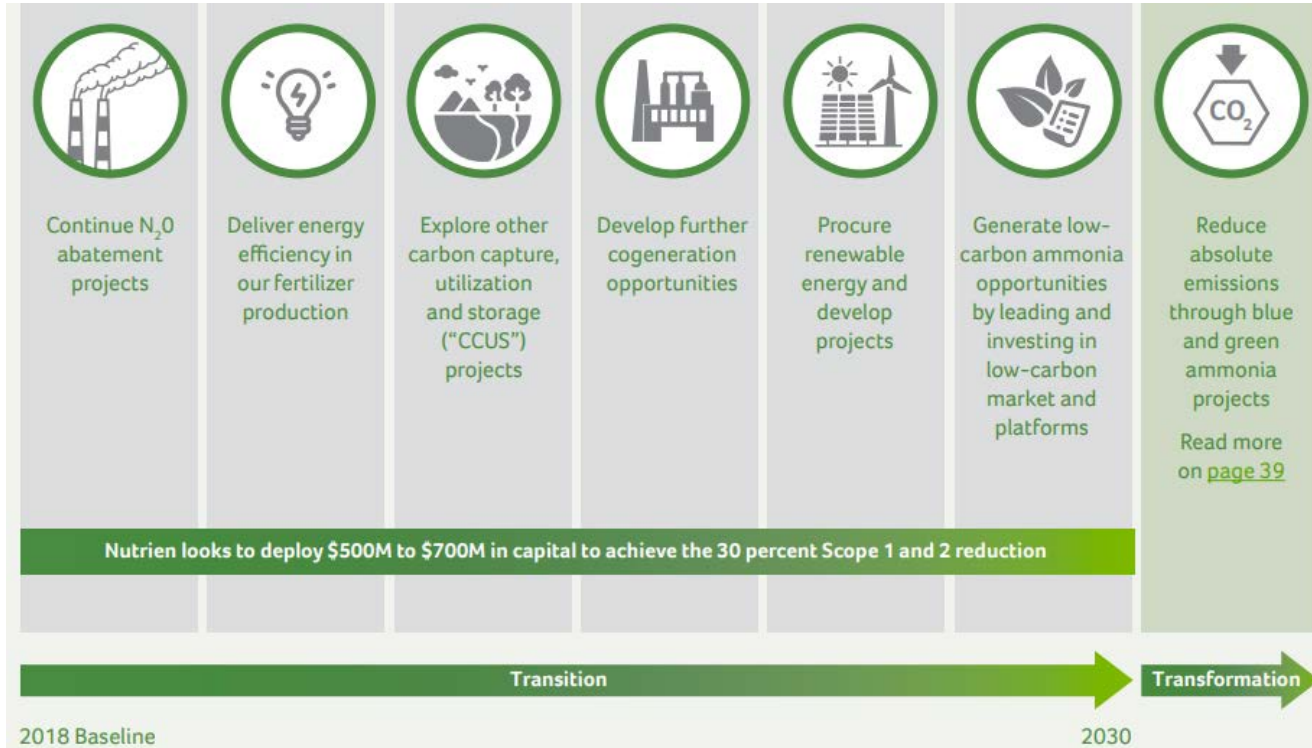 Continue N₂0
abatement
projects
Deliver energy
efficiency in
our fertilizer
production
Explore other
carbon capture,
utilization
and storage
(“CCUS”)
projects
Develop further
cogeneration
opportunities
Procure
renewable
energy and
develop
projects
Generate low-
carbon ammonia
opportunities
by leading and
investing in
low-carbon
market and
platforms
CO₂
Reduce
absolute
emissions
through blue
and green
ammonia
projects
Read more
on page 39
Nutrien looks to deploy $500M to $700M in capital to achieve the 30 percent Scope 1 and 2 reduction
Transition
Transformation
2018 Baseline
2030